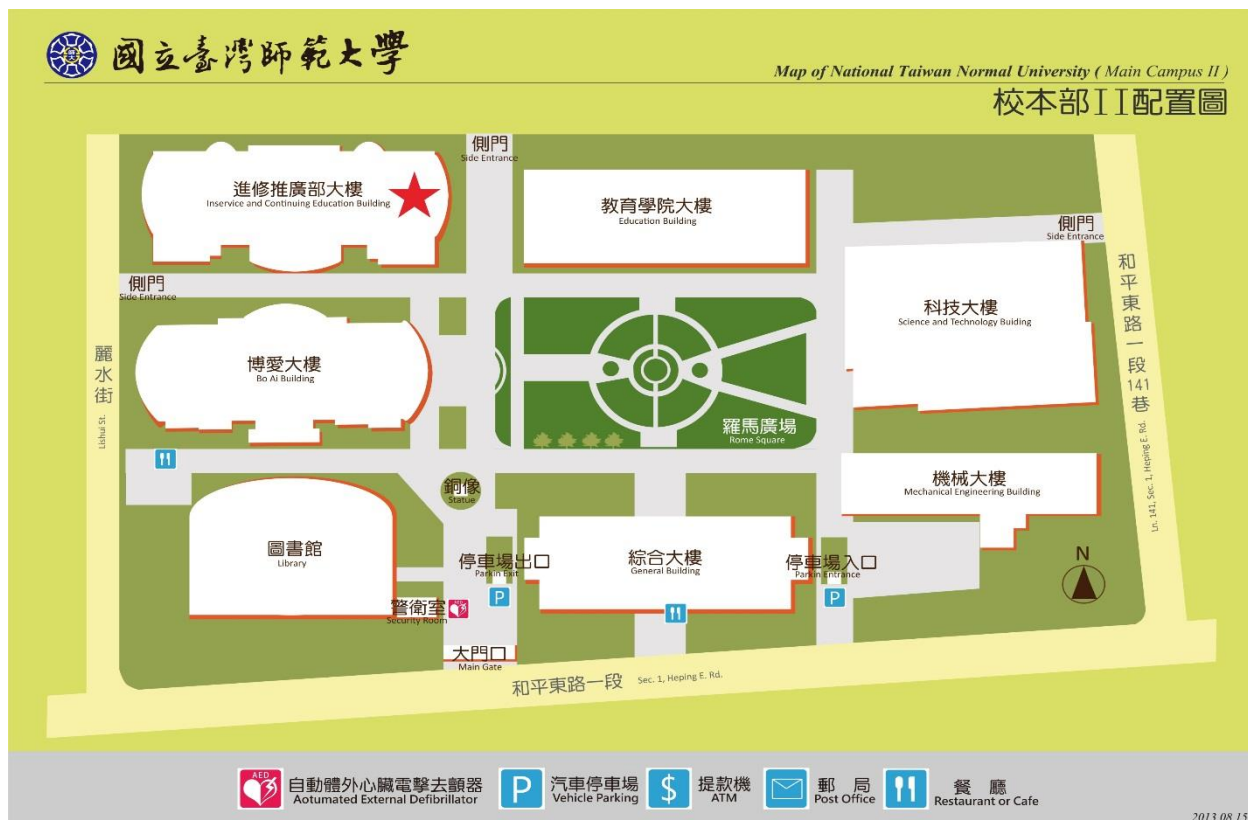 國立臺灣師範大學
Map of National Taiwan Normal University ( Main Campus II )
校本部II配置圖
側門
Side Entrance
進修推廣部大樓
Inservice and Continuing Education Building
教育學院大樓
Education Building
側門
Side Entrance
側門
Side Entrance
和平東路一段141巷
Ln. 141, Sec. 1, Heping E. Rd.
科技大樓
Science and Technology Buiding
麗水街
Lishui St.
博愛大樓
Bo Ai Building
羅馬廣場
Rome Square
機械大樓
Mechanical Engineering Building
銅像
Statue
圖書館
Library
停車場出口
Parkin Exit
P
綜合大樓
General Building
停車場入口
Parkin Entrance
P
N
警衛室
Security Room
大門口
Main Gate
和平東路一段 Sec. 1, Heping E. Rd.
AED
自動體外心臟電擊去顫器
Aotumated External Defibrillator
P
汽車停車場
Vehicle Parking
$
提款機
ATM
郵 局
Post Office
餐 廳
Restaurant or Cafe
2013.08.15